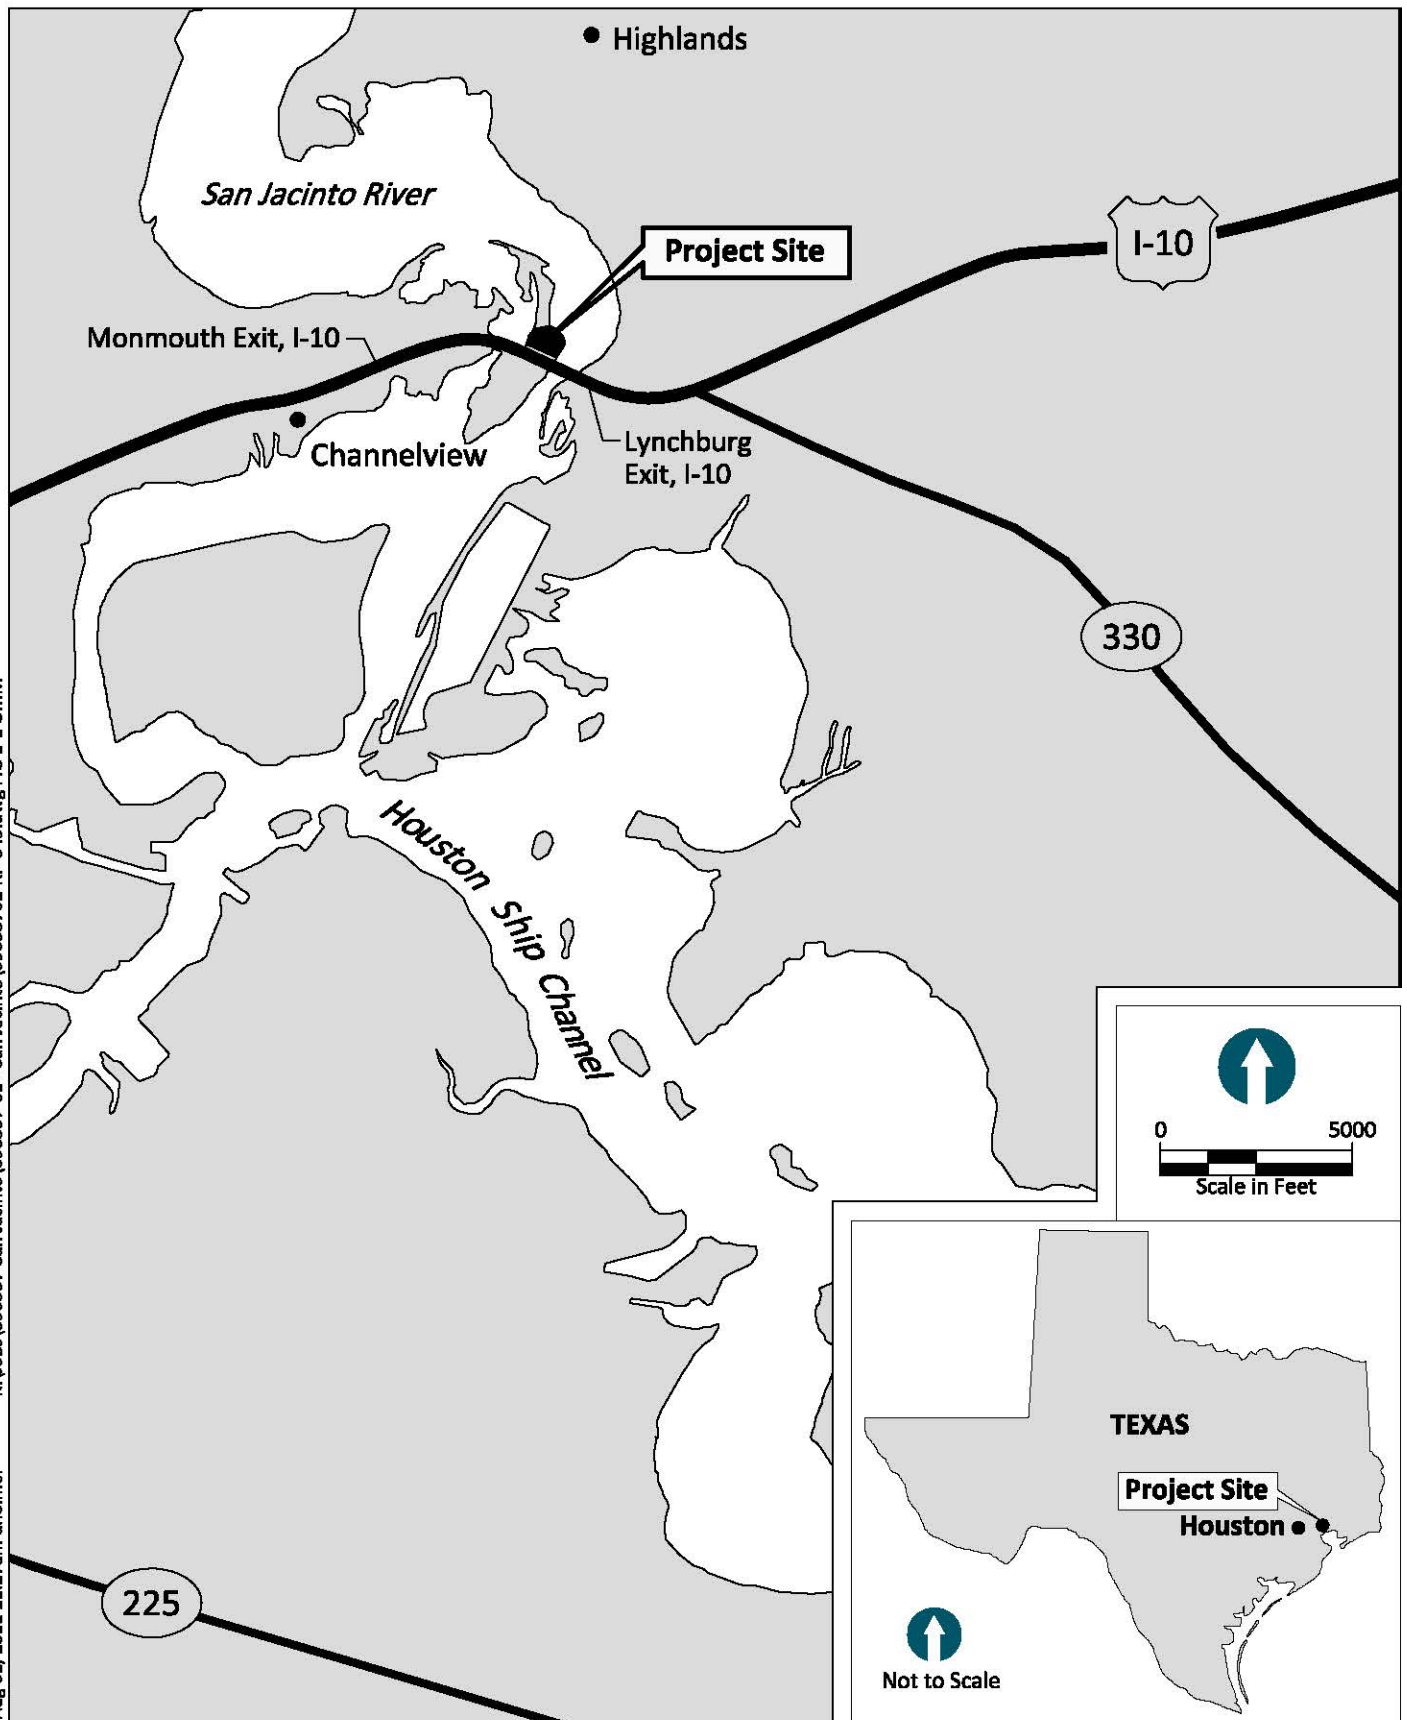 Highlands
San Jacinto River
Project Site
I-10
Monmouth Exit, I-10
Lynchburg
Exit, I-10
Channelview
330
Houston Ship Channel
0 5000
Scale in Feet
TEXAS
Project Site
Houston
225
Not to Scale